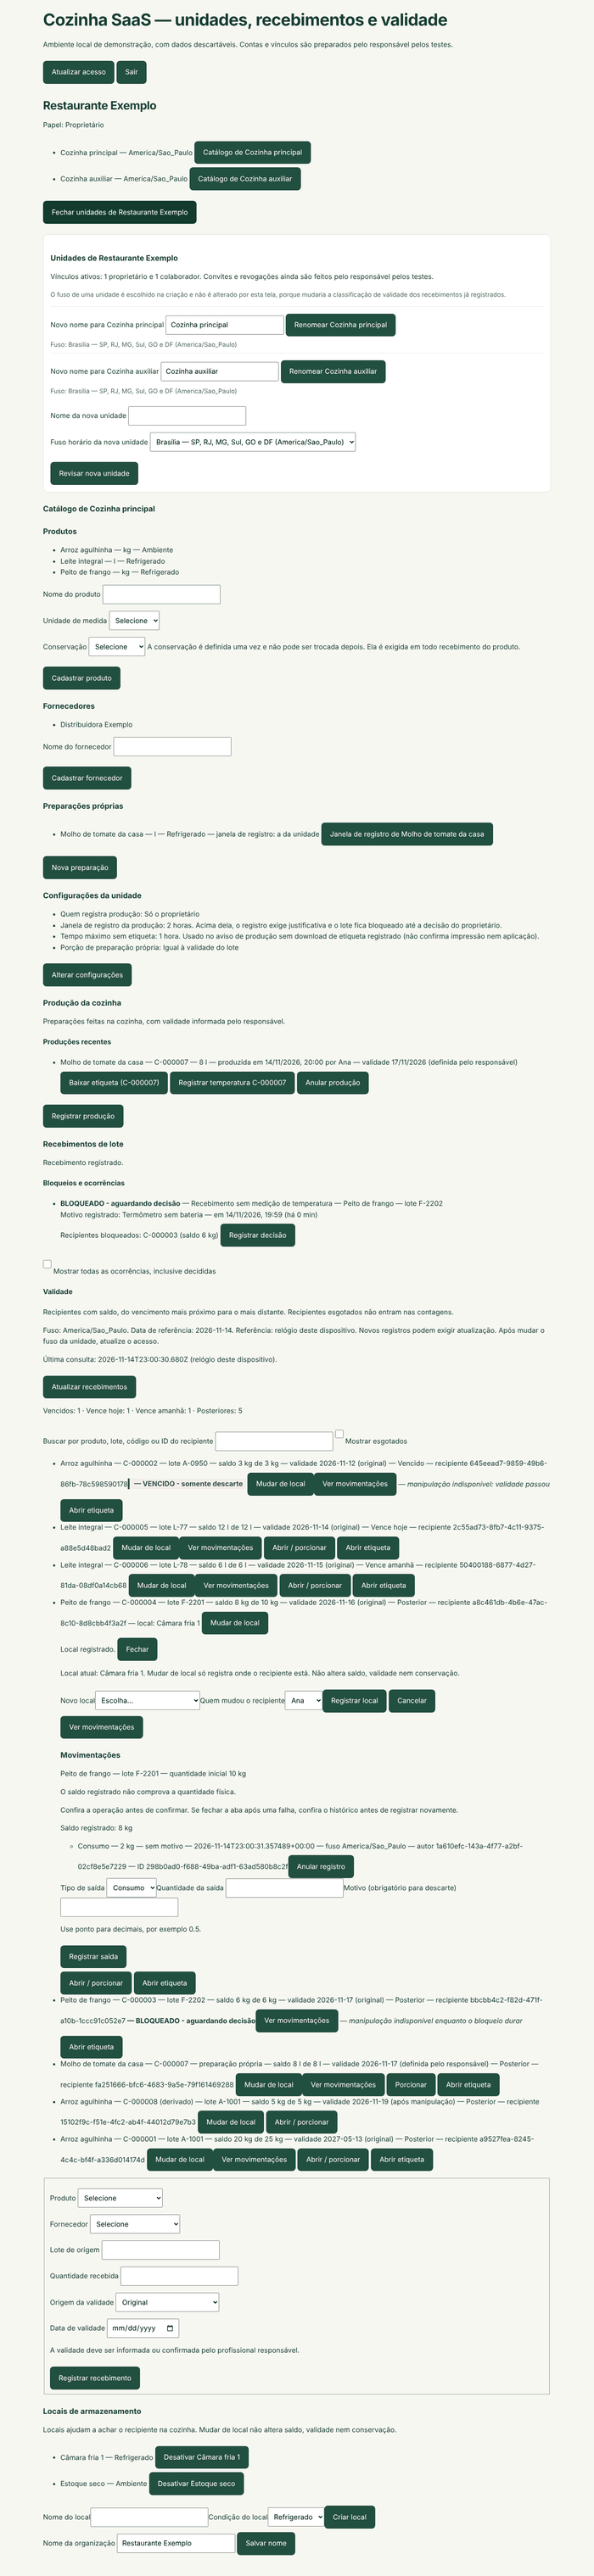 Cozinha SaaS — unidades, recebimentos e validade
Ambiente local de demonstração, com dados descartáveis. Contas e vínculos são preparados pelo responsável pelos testes.
Atualizar acesso Sair
Restaurante Exemplo
Papel: Proprietário
• Cozinha principal — America/Sao_Paulo Catálogo de Cozinha principal
• Cozinha auxiliar — America/Sao_Paulo Catálogo de Cozinha auxiliar
Fechar unidades de Restaurante Exemplo
Unidades de Restaurante Exemplo
Vínculos ativos: 1 proprietário e 1 colaborador. Convites e revogações ainda são feitos pelo responsável pelos testes.
O fuso de uma unidade é escolhido na criação e não é alterado por esta tela, porque mudaria a classificação de validade dos recebimentos já registrados.
Novo nome para Cozinha principal Cozinha principal Renomear Cozinha principal
Fuso: Brasília — SP, RJ, MG, Sul, GO e DF (America/Sao_Paulo)
Novo nome para Cozinha auxiliar Cozinha auxiliar Renomear Cozinha auxiliar
Fuso: Brasília — SP, RJ, MG, Sul, GO e DF (America/Sao_Paulo)
Nome da nova unidade
Fuso horário da nova unidade Brasília — SP, RJ, MG, Sul, GO e DF (America/Sao_Paulo)
Revisar nova unidade
Catálogo de Cozinha principal
Produtos
• Arroz agulhinha — kg — Ambiente
• Leite integral — l — Refrigerado
• Peito de frango — kg — Refrigerado
Nome do produto
Unidade de medida Selecione
Conservação Selecione A conservação é definida uma vez e não pode ser trocada depois. Ela é exigida em todo recebimento do produto.
Cadastrar produto
Fornecedores
• Distribuidora Exemplo
Nome do fornecedor
Cadastrar fornecedor
Preparações próprias
• Molho de tomate da casa — l — Refrigerado — janela de registro: a da unidade Janela de registro de Molho de tomate da casa
Nova preparação
Configurações da unidade
• Quem registra produção: Só o proprietário
• Janela de registro da produção: 2 horas. Acima dela, o registro exige justificativa e o lote fica bloqueado até a decisão do proprietário.
• Tempo máximo sem etiqueta: 1 hora. Usado no aviso de produção sem download de etiqueta registrado (não confirma impressão nem aplicação).
• Porção de preparação própria: Igual à validade do lote
Alterar configurações
Produção da cozinha
Preparações feitas na cozinha, com validade informada pelo responsável.
Produções recentes
• Molho de tomate da casa — C-000007 — 8 l — produzida em 14/11/2026, 20:00 por Ana — validade 17/11/2026 (definida pelo responsável)
Baixar etiqueta (C-000007) Registrar temperatura C-000007 Anular produção
Registrar produção
Recebimentos de lote
Recebimento registrado.
Bloqueios e ocorrências
• BLOQUEADO - aguardando decisão — Recebimento sem medição de temperatura — Peito de frango — lote F-2202
Motivo registrado: Termômetro sem bateria — em 14/11/2026, 19:59 (há 0 min)
Recipientes bloqueados: C-000003 (saldo 6 kg) Registrar decisão
Mostrar todas as ocorrências, inclusive decididas
Validade
Recipientes com saldo, do vencimento mais próximo para o mais distante. Recipientes esgotados não entram nas contagens.
Fuso: America/Sao_Paulo. Data de referência: 2026-11-14. Referência: relógio deste dispositivo. Novos registros podem exigir atualização. Após mudar o
fuso da unidade, atualize o acesso.
Última consulta: 2026-11-14T23:00:30.680Z (relógio deste dispositivo).
Atualizar recebimentos
Vencidos: 1 · Vence hoje: 1 · Vence amanhã: 1 · Posteriores: 5
Buscar por produto, lote, código ou ID do recipiente Mostrar esgotados
• Arroz agulhinha — C-000002 — lote A-0950 — saldo 3 kg de 3 kg — validade 2026-11-12 (original) — Vencido — recipiente 645eead7-9859-49b6-
86fb-78c598590178 — VENCIDO - somente descarte Mudar de local Ver movimentações — manipulação indisponível: validade passou
Abrir etiqueta
• Leite integral — C-000005 — lote L-77 — saldo 12 l de 12 l — validade 2026-11-14 (original) — Vence hoje — recipiente 2c55ad73-8fb7-4c11-9375-
a88e5d48bad2 Mudar de local Ver movimentações Abrir / porcionar Abrir etiqueta
• Leite integral — C-000006 — lote L-78 — saldo 6 l de 6 l — validade 2026-11-15 (original) — Vence amanhã — recipiente 50400188-6877-4d27-
81da-08df0a14cb68 Mudar de local Ver movimentações Abrir / porcionar Abrir etiqueta
• Peito de frango — C-000004 — lote F-2201 — saldo 8 kg de 10 kg — validade 2026-11-16 (original) — Posterior — recipiente a8c461db-4b6e-47ac-
8c10-8d8cbb4f3a2f — local: Câmara fria 1 Mudar de local
Local registrado. Fechar
Local atual: Câmara fria 1. Mudar de local só registra onde o recipiente está. Não altera saldo, validade nem conservação.
Novo local Escolha... Quem mudou o recipiente Ana Registrar local Cancelar
Ver movimentações
Movimentações
Peito de frango — lote F-2201 — quantidade inicial 10 kg
O saldo registrado não comprova a quantidade física.
Confira a operação antes de confirmar. Se fechar a aba após uma falha, confira o histórico antes de registrar novamente.
Saldo registrado: 8 kg
Consumo — 2 kg — sem motivo — 2026-11-14T23:00:31.357489+00:00 — fuso America/Sao_Paulo — autor 1a610efc-143a-4f77-a2bf-
02cf8e5e7229 — ID 298b0ad0-f688-49ba-adf1-63ad580b8c2f Anular registro
Tipo de saída Consumo Quantidade da saída Motivo (obrigatório para descarte)
Use ponto para decimais, por exemplo 0.5.
Registrar saída
Abrir / porcionar Abrir etiqueta
• Peito de frango — C-000003 — lote F-2202 — saldo 6 kg de 6 kg — validade 2026-11-17 (original) — Posterior — recipiente bbcbb4c2-f82d-471f-
a10b-1ccc91c052e7 — BLOQUEADO - aguardando decisão Ver movimentações — manipulação indisponível enquanto o bloqueio durar
Abrir etiqueta
• Molho de tomate da casa — C-000007 — preparação própria — saldo 8 l de 8 l — validade 2026-11-17 (definida pelo responsável) — Posterior —
recipiente fa251666-bfc6-4683-9a5e-79f161469288 Mudar de local Ver movimentações Porcionar Abrir etiqueta
• Arroz agulhinha — C-000008 (derivado) — lote A-1001 — saldo 5 kg de 5 kg — validade 2026-11-19 (após manipulação) — Posterior — recipiente
15102f9c-f51e-4fc2-ab4f-44012d79e7b3 Mudar de local Abrir / porcionar
• Arroz agulhinha — C-000001 — lote A-1001 — saldo 20 kg de 25 kg — validade 2027-05-13 (original) — Posterior — recipiente a9527fea-8245-
4c4c-bf4f-a336d014174d Mudar de local Ver movimentações Abrir / porcionar Abrir etiqueta
Produto Selecione
Fornecedor Selecione
Lote de origem
Quantidade recebida
Origem da validade Original
Data de validade mm/dd/yyyy
A validade deve ser informada ou confirmada pelo profissional responsável.
Registrar recebimento
Locais de armazenamento
Locais ajudam a achar o recipiente na cozinha. Mudar de local não altera saldo, validade nem conservação.
• Câmara fria 1 — Refrigerado Desativar Câmara fria 1
• Estoque seco — Ambiente Desativar Estoque seco
Nome do local Condição do local Refrigerado Criar local
Nome da organização Restaurante Exemplo Salvar nome